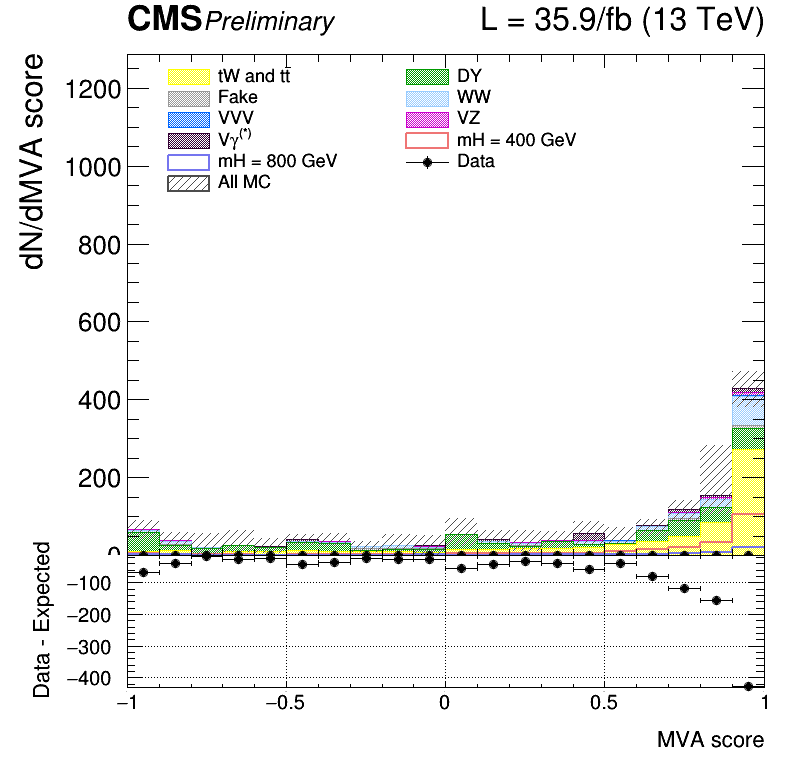 CMS Preliminary L = 35.9/fb (13 TeV)
dN/dMVA score
1200
1000
800
600
400
200
0
tW and tt
DY
Fake
WW
VVV
VZ
Vγ(*)
mH = 400 GeV
mH = 800 GeV
Data
All MC
Data - Expected
−100
−200
−300
−400
−1 −0.5 0 0.5 1
MVA score